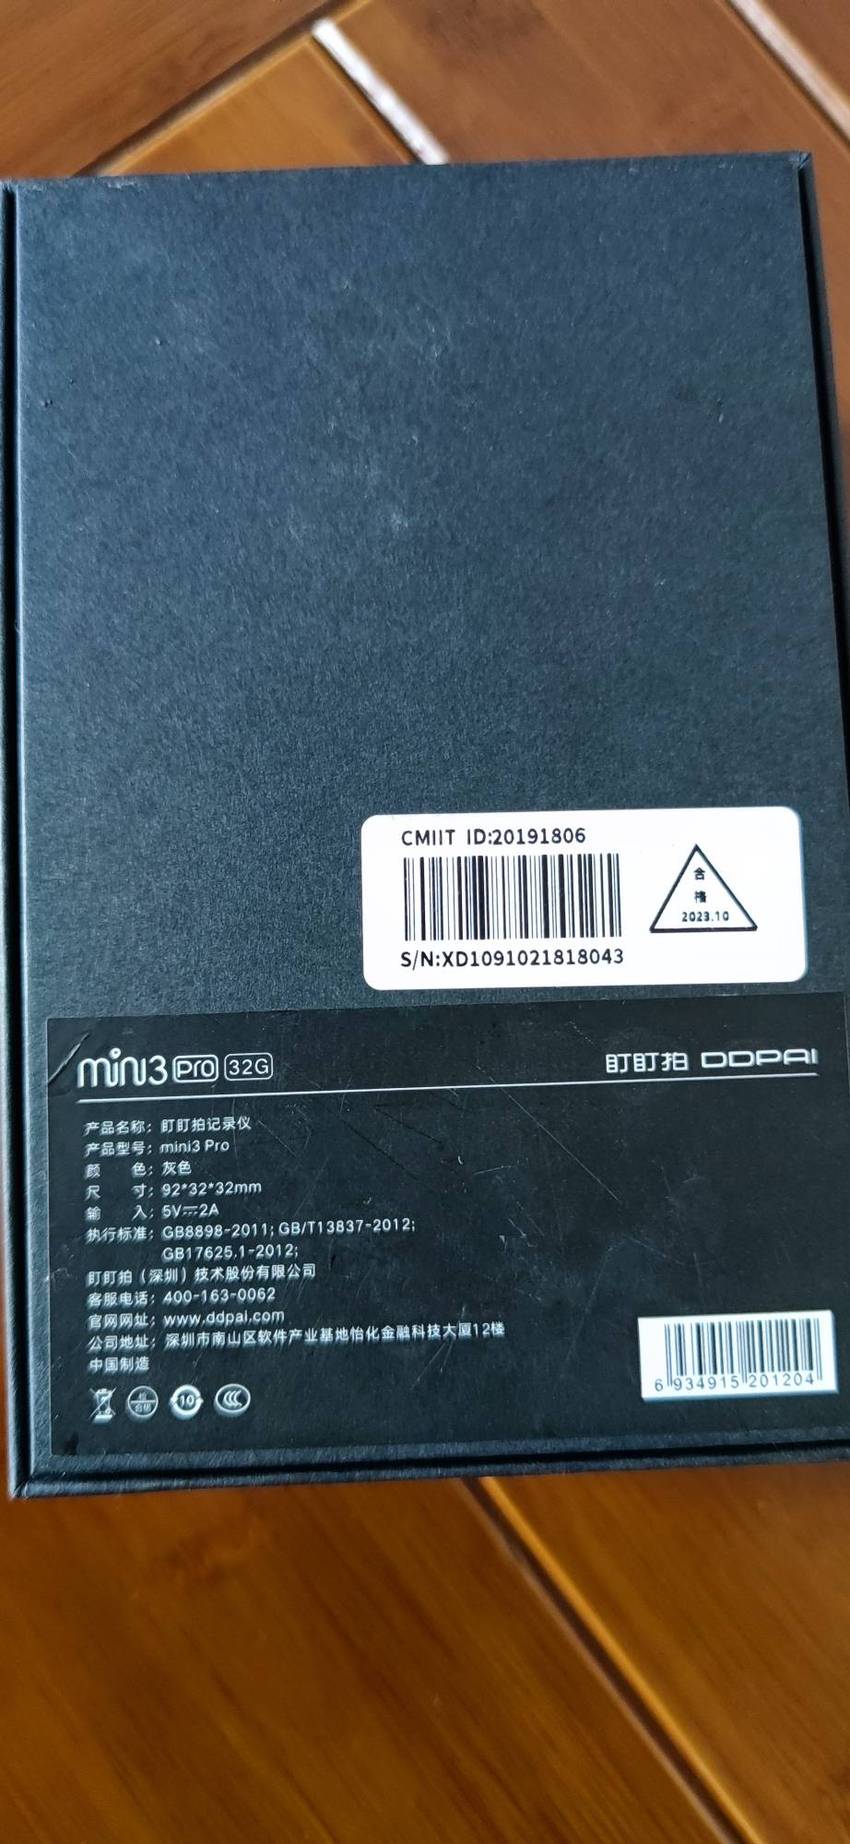 CMIIT ID:20191806
合
格
2023.10
S/N:XD1091021818043
mini3 Pro 32G
盯盯拍 DDPAI
产品名称：盯盯拍记录仪
产品型号：mini3 Pro
颜 色：灰色
尺 寸：92*32*32mm
输 入：5V⎓2A
执行标准：GB8898-2011; GB/T13837-2012;
GB17625.1-2012;
盯盯拍（深圳）技术股份有限公司
客服电话：400-163-0062
官网网址：www.ddpai.com
公司地址：深圳市南山区软件产业基地怡化金融科技大厦12楼
中国制造
10
CCC
6 934915 201204